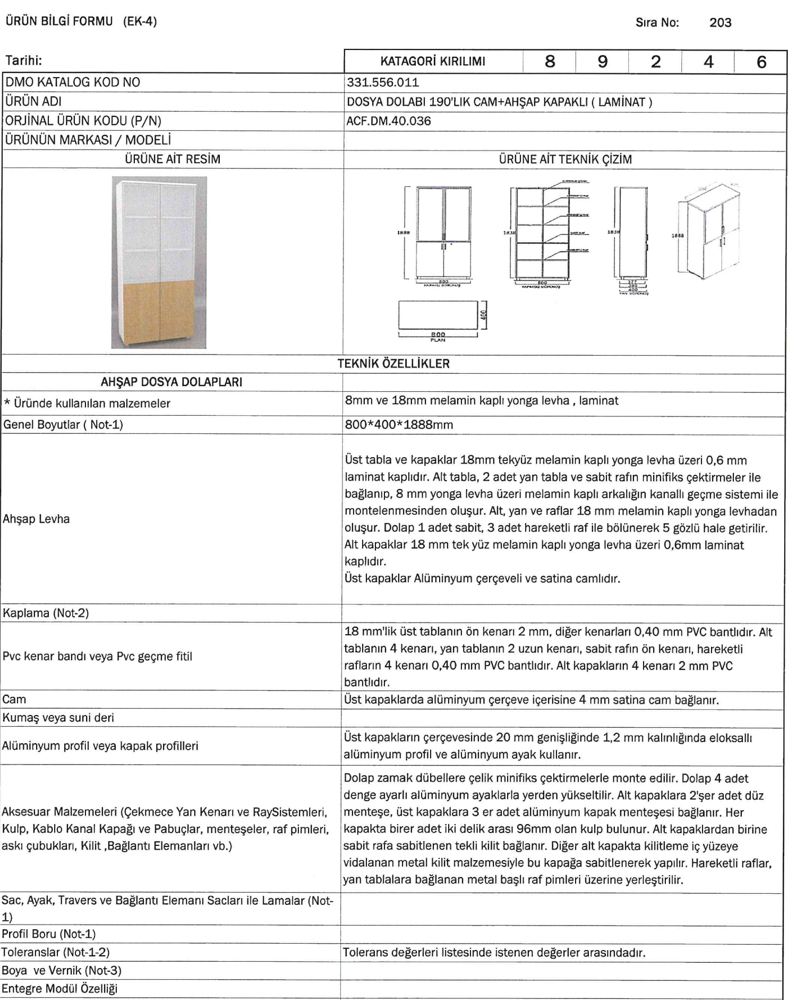 ÜRÜN BİLGİ FORMU (EK-4) Sıra No: 203
Tarihi: KATAGORİ KIRILIMI 8 9 2 4 6
DMO KATALOG KOD NO 331.556.011
ÜRÜN ADI DOSYA DOLABI 190'LIK CAM+AHŞAP KAPAKLI ( LAMİNAT )
ORJİNAL ÜRÜN KODU (P/N) ACF.DM.40.036
ÜRÜNÜN MARKASI / MODELİ
ÜRÜNE AİT RESİM ÜRÜNE AİT TEKNİK ÇİZİM
1888
800
KAPAKLI GÖRÜNÜŞ
1838
800
KAPAKSIZ GÖRÜNÜŞ
1838
377
395
400
YAN GÖRÜNÜŞ
800
400
1888
400
800
PLAN
TEKNİK ÖZELLİKLER
AHŞAP DOSYA DOLAPLARI
* Üründe kullanılan malzemeler
8mm ve 18mm melamin kaplı yonga levha , laminat
Genel Boyutlar ( Not-1) 800*400*1888mm
Ahşap Levha
Üst tabla ve kapaklar 18mm tekyüz melamin kaplı yonga levha üzeri 0,6 mm
laminat kaplıdır. Alt tabla, 2 adet yan tabla ve sabit rafın minifiks çektirmeler ile
bağlanıp, 8 mm yonga levha üzeri melamin kaplı arkalığın kanallı geçme sistemi ile
montelenmesinden oluşur. Alt, yan ve raflar 18 mm melamin kaplı yonga levhadan
oluşur. Dolap 1 adet sabit, 3 adet hareketli raf ile bölünerek 5 gözlü hale getirilir.
Alt kapaklar 18 mm tek yüz melamin kaplı yonga levha üzeri 0,6mm laminat
kaplıdır.
Üst kapaklar Alüminyum çerçeveli ve satina camlıdır.
Kaplama (Not-2)
Pvc kenar bandı veya Pvc geçme fitil
18 mm'lik üst tablanın ön kenarı 2 mm, diğer kenarları 0,40 mm PVC bantlıdır. Alt
tablanın 4 kenarı, yan tablanın 2 uzun kenarı, sabit rafın ön kenarı, hareketli
rafların 4 kenarı 0,40 mm PVC bantlıdır. Alt kapakların 4 kenarı 2 mm PVC
bantlıdır.
Cam Üst kapaklarda alüminyum çerçeve içerisine 4 mm satina cam bağlanır.
Kumaş veya suni deri
Alüminyum profil veya kapak profilleri
Üst kapakların çerçevesinde 20 mm genişliğinde 1,2 mm kalınlığında eloksallı
alüminyum profil ve alüminyum ayak kullanır.
Aksesuar Malzemeleri (Çekmece Yan Kenarı ve RaySistemleri,
Kulp, Kablo Kanal Kapağı ve Pabuçlar, menteşeler, raf pimleri,
askı çubukları, Kilit ,Bağlantı Elemanları vb.)
Dolap zamak dübellere çelik minifiks çektirmelerle monte edilir. Dolap 4 adet
denge ayarlı alüminyum ayaklarla yerden yükseltilir. Alt kapaklara 2'şer adet düz
menteşe, üst kapaklara 3 er adet alüminyum kapak menteşesi bağlanır. Her
kapakta birer adet iki delik arası 96mm olan kulp bulunur. Alt kapaklardan birine
sabit rafa sabitlenen tekli kilit bağlanır. Diğer alt kapakta kilitleme iç yüzeye
vidalanan metal kilit malzemesiyle bu kapağa sabitlenerek yapılır. Hareketli raflar,
yan tablalara bağlanan metal başlı raf pimleri üzerine yerleştirilir.
Sac, Ayak, Travers ve Bağlantı Elemanı Sacları ile Lamalar (Not-
1)
Profil Boru (Not-1)
Toleranslar (Not-1-2) Tolerans değerleri listesinde istenen değerler arasındadır.
Boya ve Vernik (Not-3)
Entegre Modül Özelliği